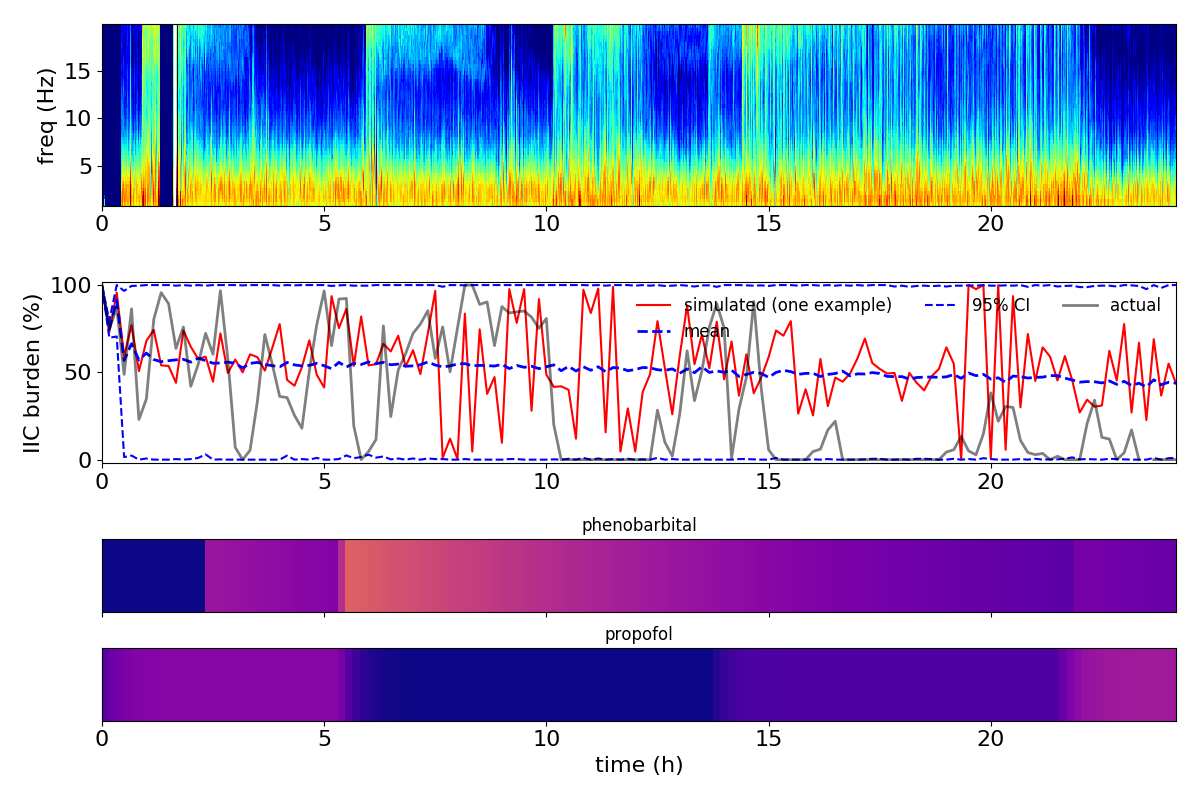 freq (Hz)
15
10
5
0 5 10 15 20
IIC burden (%)
100
50
0
simulated (one example)
mean
95% CI
actual
0 5 10 15 20
phenobarbital
propofol
0 5 10 15 20
time (h)